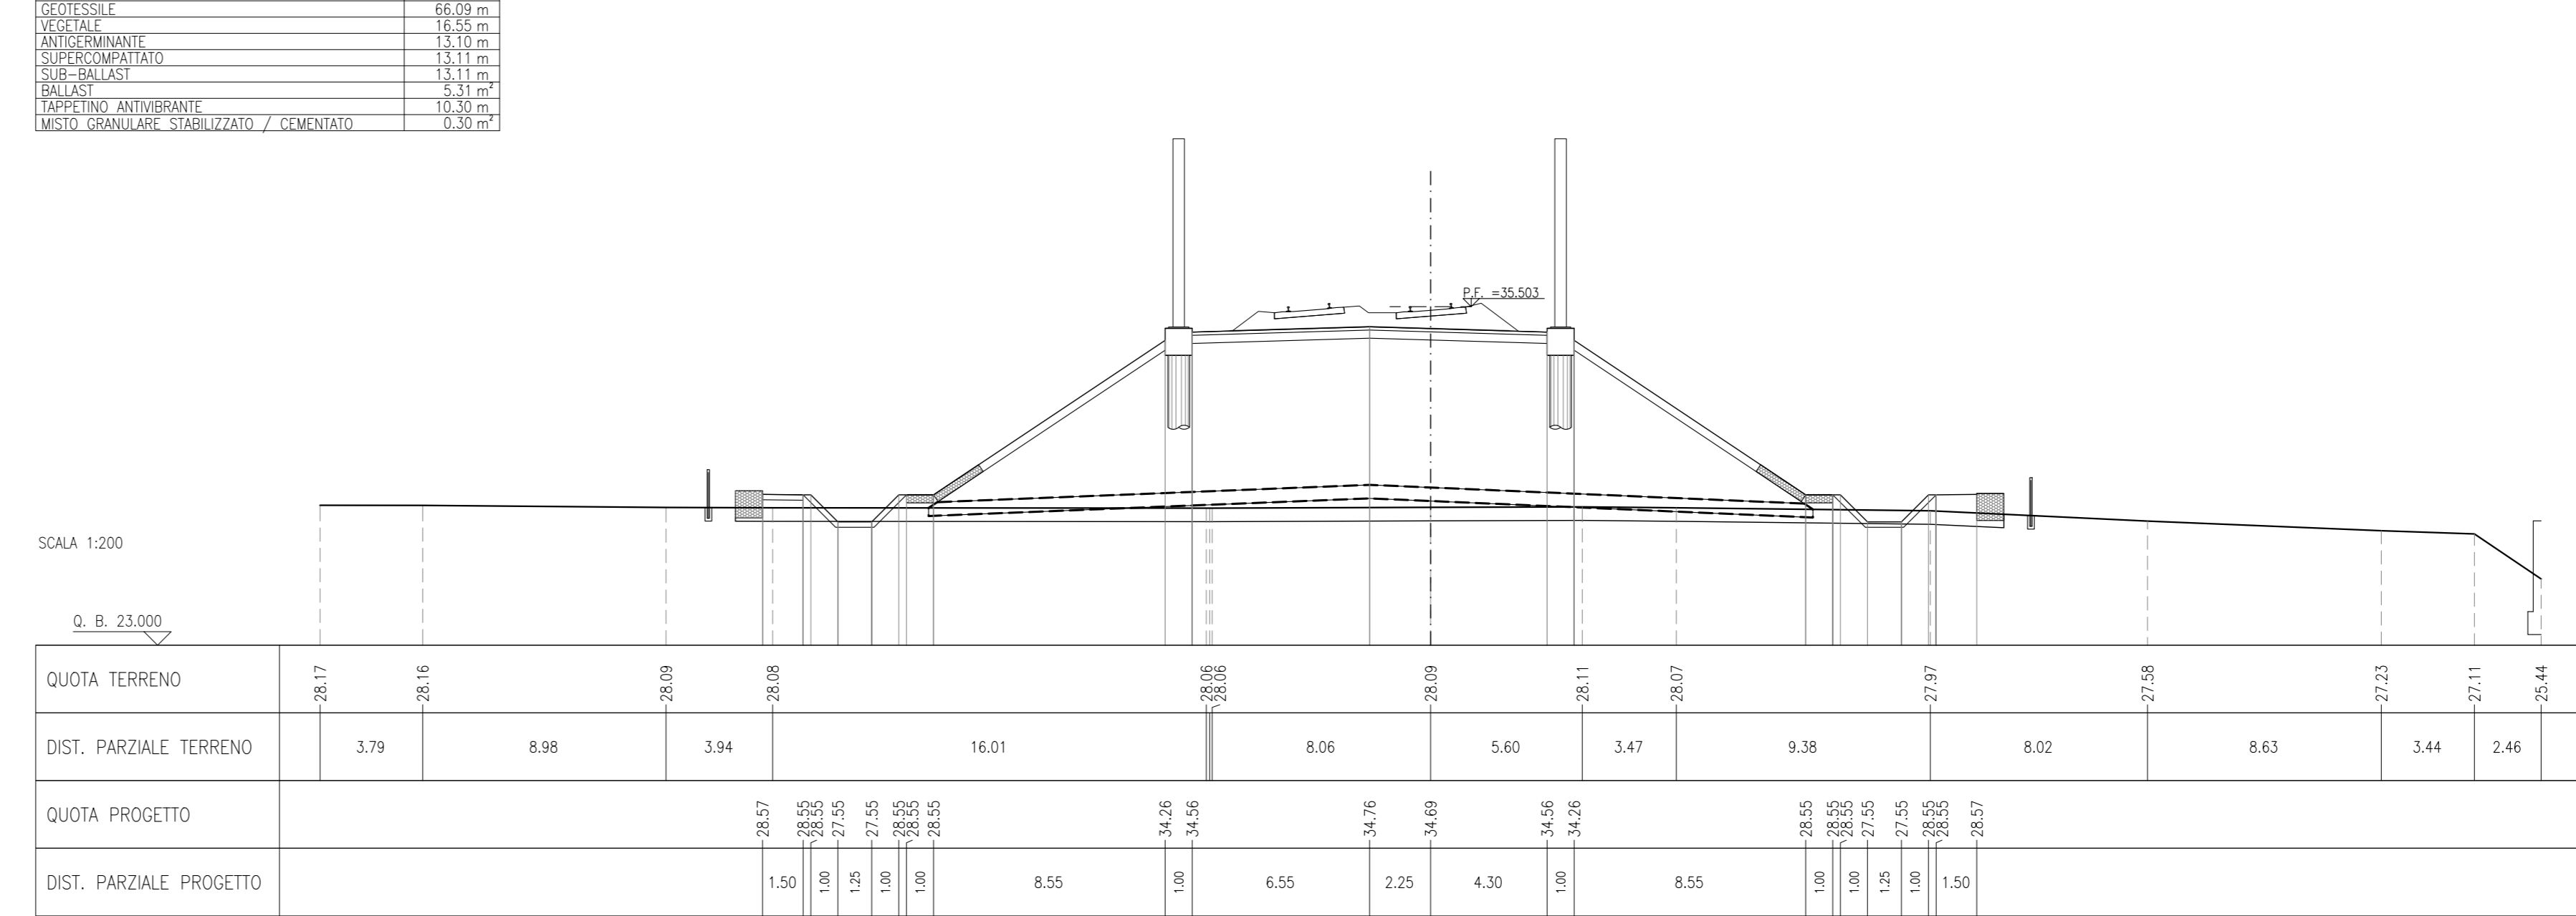 GEOTESSILE 66.09 m
VEGETALE 16.55 m
ANTIGERMINANTE 13.10 m
SUPERCOMPATTATO 13.11 m
SUB-BALLAST 13.11 m
BALLAST 5.31 m²
TAPPETINO ANTIVIBRANTE 10.30 m
MISTO GRANULARE STABILIZZATO / CEMENTATO 0.30 m²
P.F. =35.503
SCALA 1:200
Q. B. 23.000
QUOTA TERRENO 28.17 28.16 28.09 28.08 28.06 28.06 28.09 28.11 28.07 27.97 27.58 27.23 27.11 25.44
DIST. PARZIALE TERRENO 3.79 8.98 3.94 16.01 8.06 5.60 3.47 9.38 8.02 8.63 3.44 2.46
QUOTA PROGETTO 28.57 28.55 28.55 27.55 27.55 28.55 28.55 28.55 34.26 34.56 34.76 34.69 34.56 34.26 28.55 28.55 28.55 27.55 27.55 28.55 28.55 28.57
DIST. PARZIALE PROGETTO 1.50 1.00 1.25 1.00 1.00 8.55 1.00 6.55 2.25 4.30 1.00 8.55 1.00 1.00 1.25 1.00 1.50